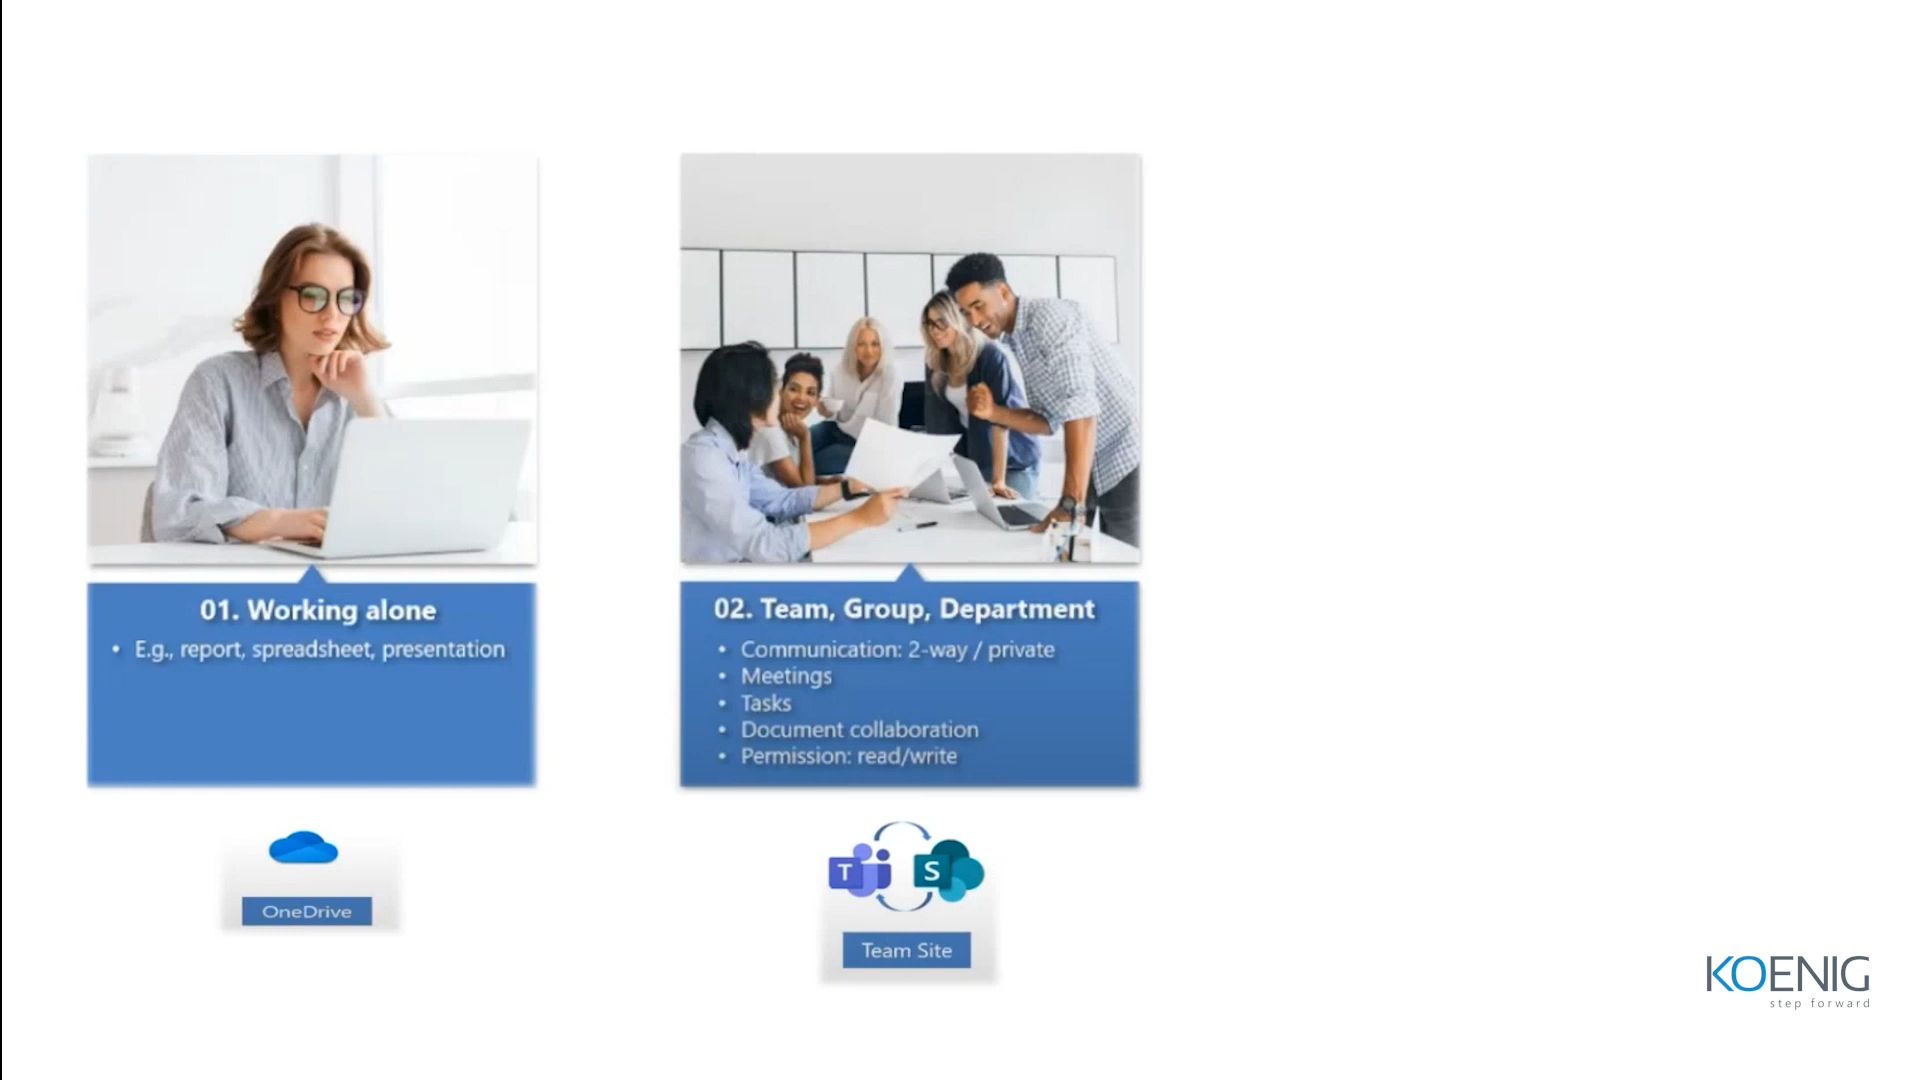 01. Working alone
• E.g., report, spreadsheet, presentation
OneDrive
02. Team, Group, Department
• Communication: 2-way / private
• Meetings
• Tasks
• Document collaboration
• Permission: read/write
T
S
Team Site
KOENIG
step forward